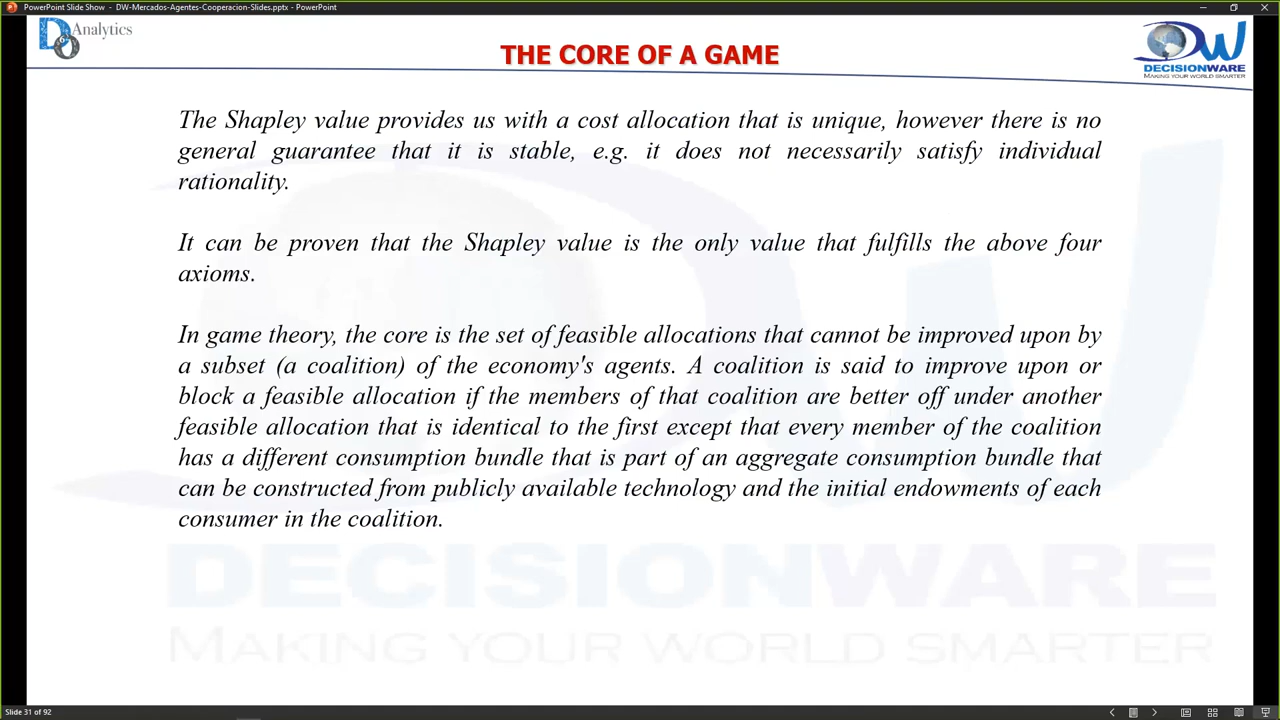 PowerPoint Slide Show - DW-Mercados-Agentes-Cooperacion-Slides.pptx - PowerPoint
DO Analytics
THE CORE OF A GAME
DW
DECISIONWARE
MAKING YOUR WORLD SMARTER
The Shapley value provides us with a cost allocation that is unique, however there is no
general guarantee that it is stable, e.g. it does not necessarily satisfy individual
rationality.
It can be proven that the Shapley value is the only value that fulfills the above four
axioms.
In game theory, the core is the set of feasible allocations that cannot be improved upon by
a subset (a coalition) of the economy's agents. A coalition is said to improve upon or
block a feasible allocation if the members of that coalition are better off under another
feasible allocation that is identical to the first except that every member of the coalition
has a different consumption bundle that is part of an aggregate consumption bundle that
can be constructed from publicly available technology and the initial endowments of each
consumer in the coalition.
DECISIONWARE
MAKING YOUR WORLD SMARTER
Slide 31 of 92